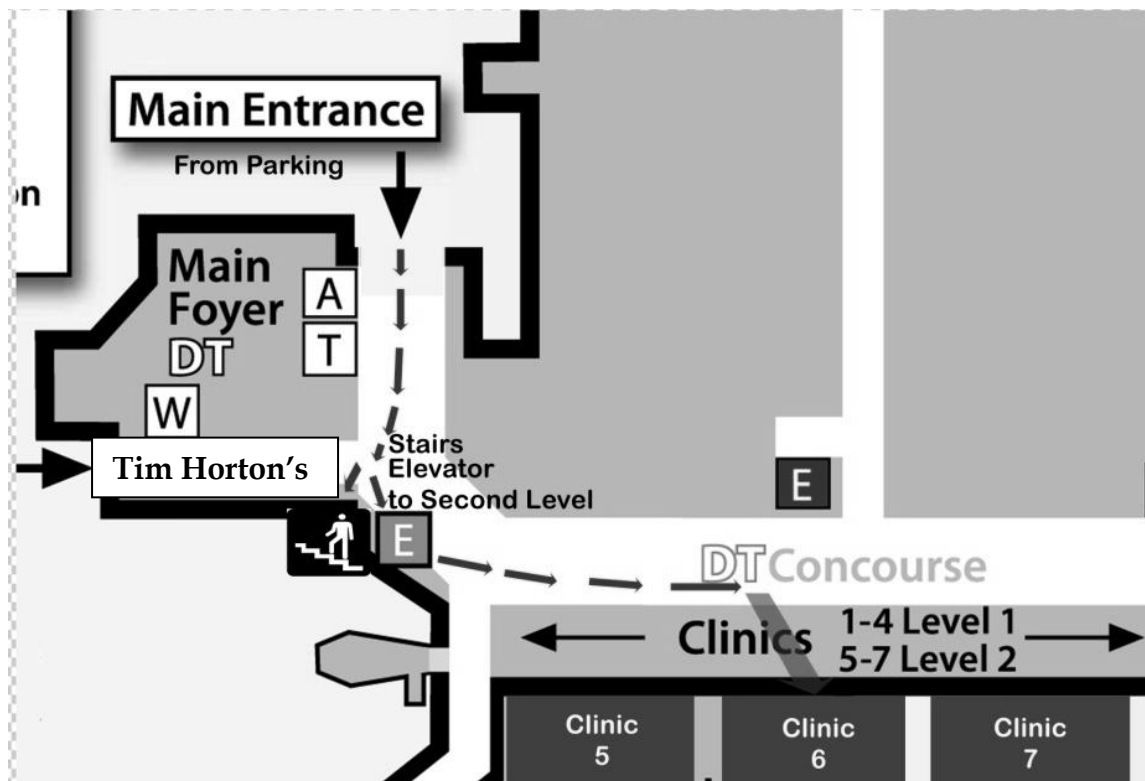 Main Entrance
From Parking
on
Main
Foyer
DT
A
T
W
Tim Horton's
Stairs
Elevator
to Second Level
E
E
DT Concourse
Clinics
1-4 Level 1
5-7 Level 2
Clinic
5
Clinic
6
Clinic
7